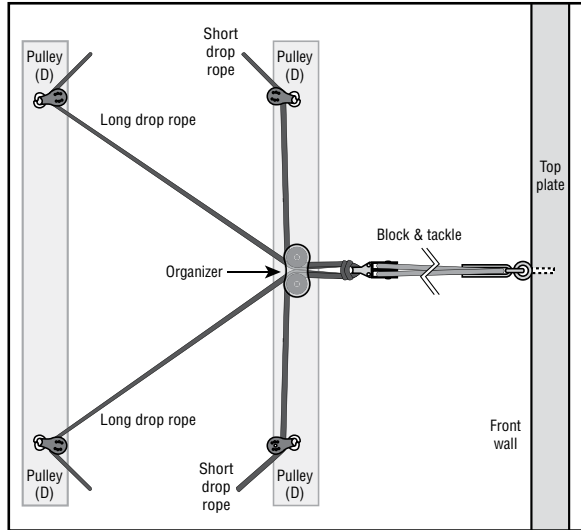 Short
drop
rope
Pulley
(D)
Pulley
(D)
Long drop rope
Top
plate
Block & tackle
Organizer
Long drop rope
Front
wall
Short
drop
rope
Pulley
(D)
Pulley
(D)